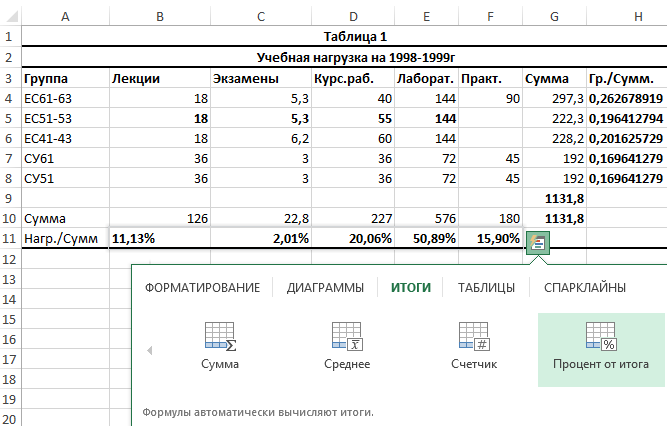 A B C D E F G H
1 Таблица 1
2 Учебная нагрузка на 1998-1999г
3 Группа Лекции Экзамены Курс.раб. Лаборат. Практ. Сумма Гр./Сумм.
4 ЕС61-63 18 5,3 40 144 90 297,3 0,262678919
5 ЕС51-53 18 5,3 55 144 222,3 0,196412794
6 ЕС41-43 18 6,2 60 144 228,2 0,201625729
7 СУ61 36 3 36 72 45 192 0,169641279
8 СУ51 36 3 36 72 45 192 0,169641279
9 1131,8
10 Сумма 126 22,8 227 576 180 1131,8
11 Нагр./Сумм 11,13% 2,01% 20,06% 50,89% 15,90%
12
13 ФОРМАТИРОВАНИЕ ДИАГРАММЫ ИТОГИ ТАБЛИЦЫ СПАРКЛАЙНЫ
14
15
16
17 Сумма Среднее Счетчик Процент от итога
18
19
Формулы автоматически вычисляют итоги.
20